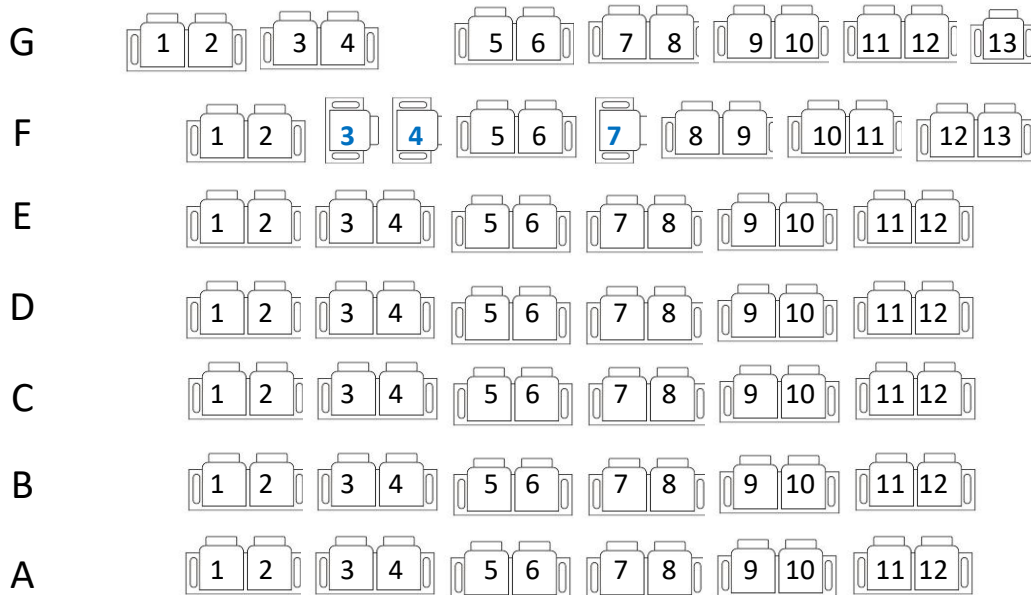 G 1 2 3 4 5 6 7 8 9 10 11 12 13
F 1 2 3 4 5 6 7 8 9 10 11 12 13
E 1 2 3 4 5 6 7 8 9 10 11 12
D 1 2 3 4 5 6 7 8 9 10 11 12
C 1 2 3 4 5 6 7 8 9 10 11 12
B 1 2 3 4 5 6 7 8 9 10 11 12
A 1 2 3 4 5 6 7 8 9 10 11 12